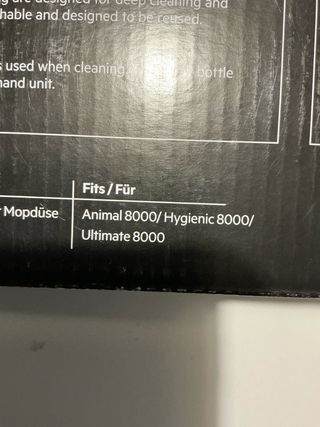 are designed for deep cleaning and
hable and designed to be reused.
s used when cleaning, bottle
hand unit.
Fits / Für
Mopdüse
Animal 8000/ Hygienic 8000/
Ultimate 8000